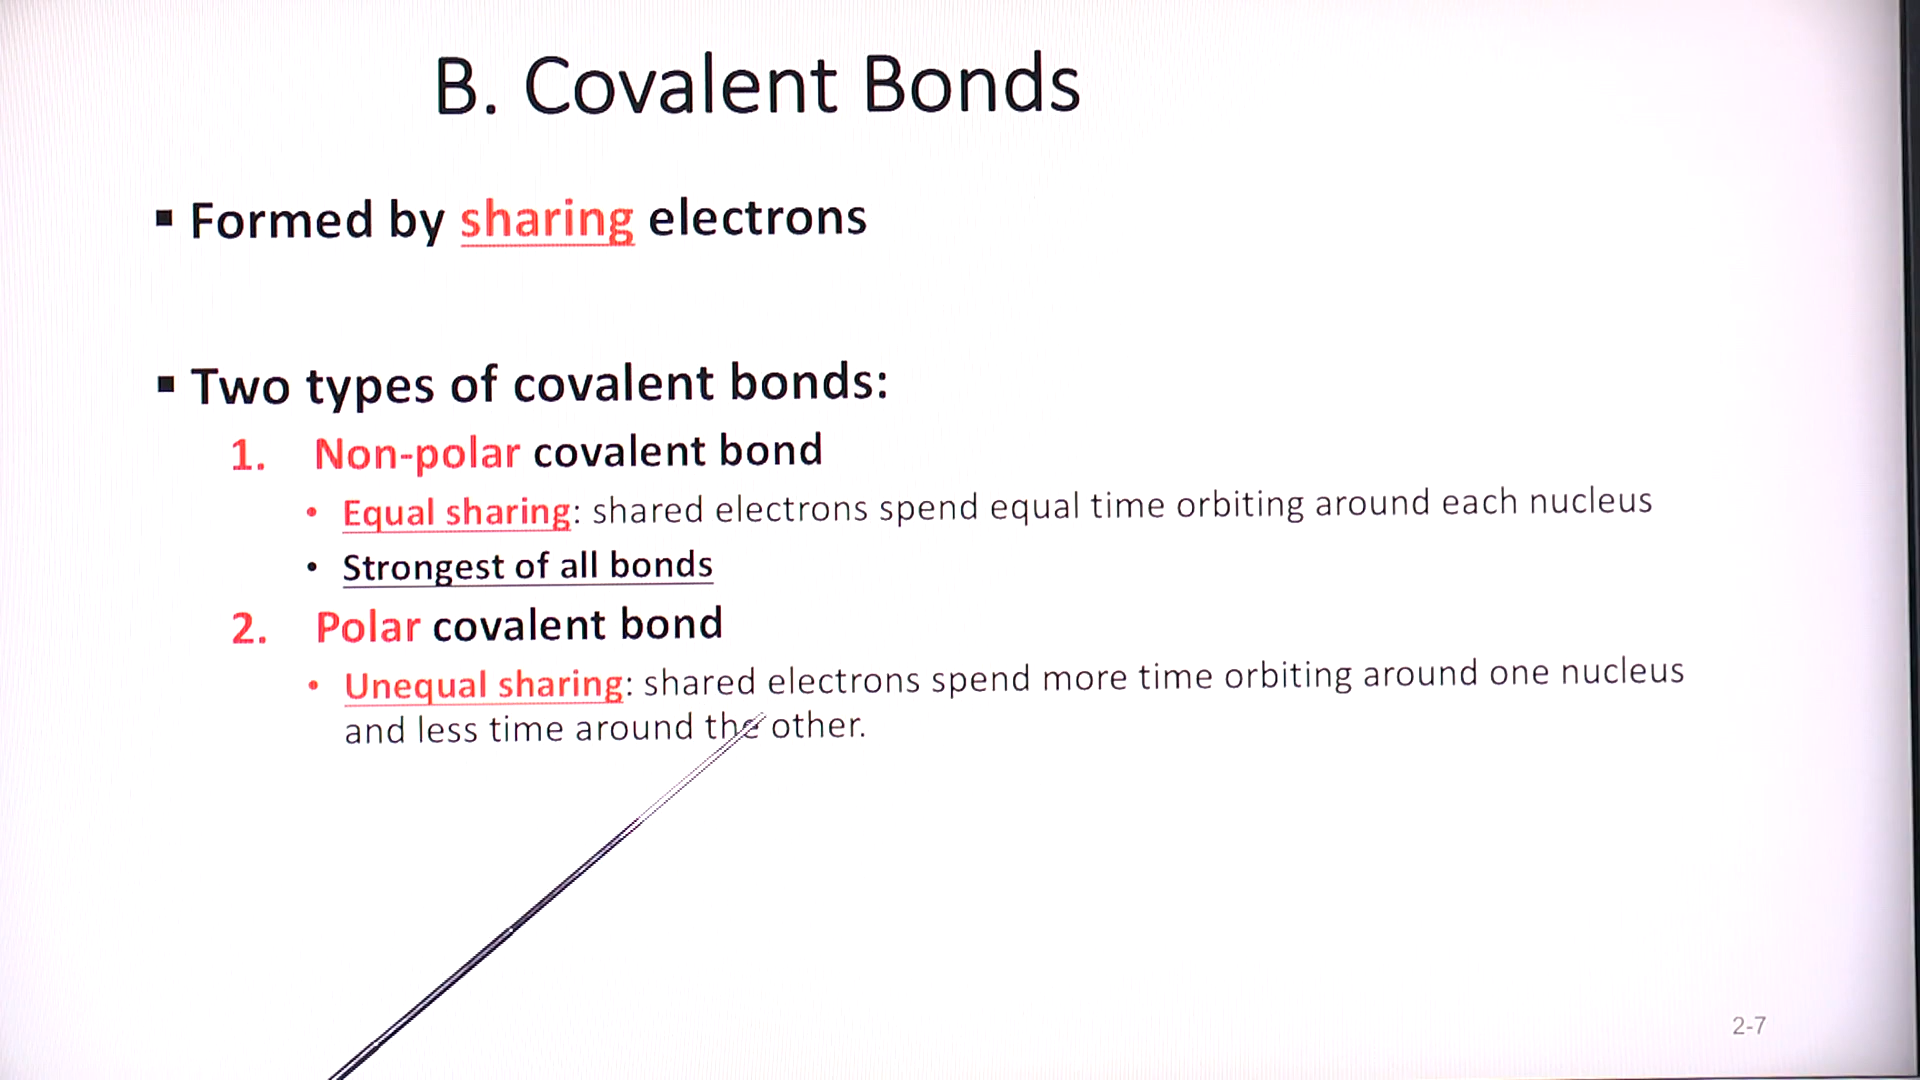 B. Covalent Bonds
▪ Formed by sharing electrons
▪ Two types of covalent bonds:
1. Non-polar covalent bond
• Equal sharing: shared electrons spend equal time orbiting around each nucleus
• Strongest of all bonds
2. Polar covalent bond
• Unequal sharing: shared electrons spend more time orbiting around one nucleus
and less time around the other.
2-7